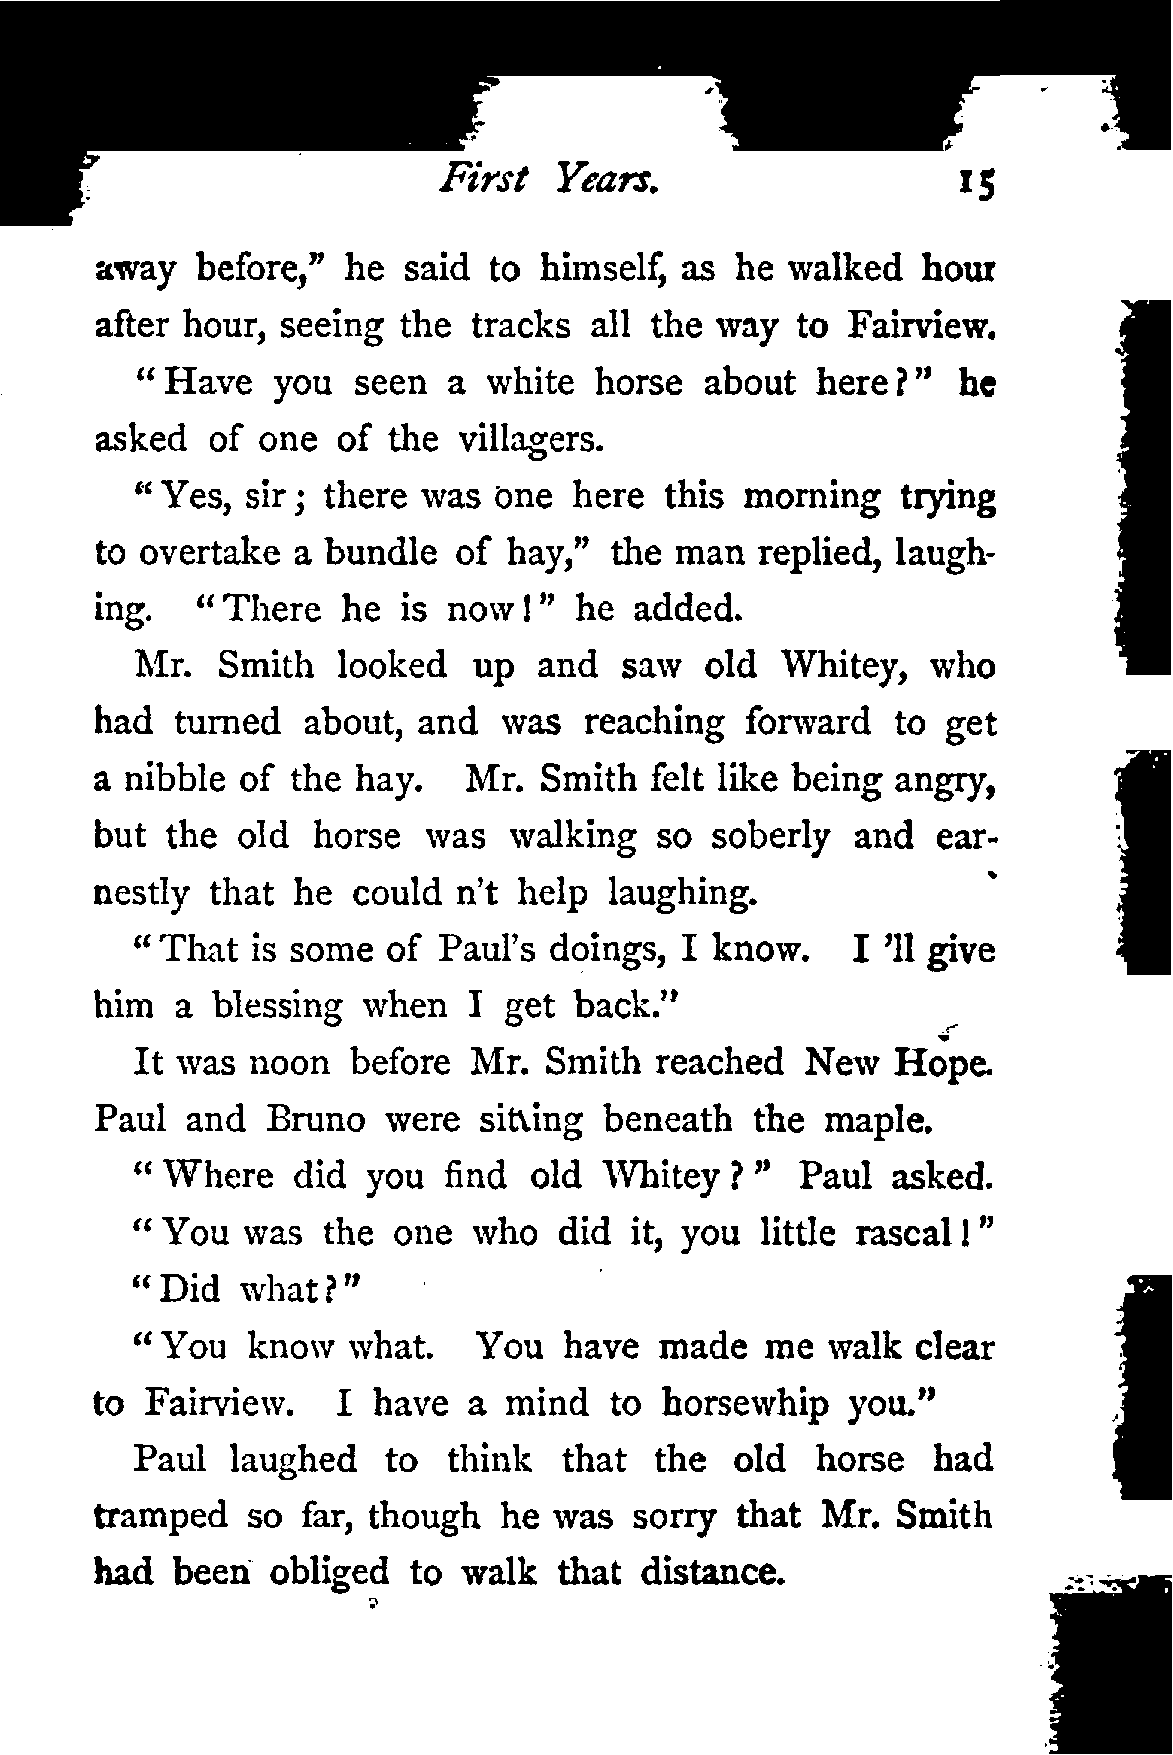 First Years. 15
away before,” he said to himself, as he walked hour
after hour, seeing the tracks all the way to Fairview.
“Have you seen a white horse about here?” he
asked of one of the villagers.
“Yes, sir; there was one here this morning trying
to overtake a bundle of hay,” the man replied, laugh-
ing. “There he is now!” he added.
Mr. Smith looked up and saw old Whitey, who
had turned about, and was reaching forward to get
a nibble of the hay. Mr. Smith felt like being angry,
but the old horse was walking so soberly and ear-
nestly that he could n’t help laughing.
“That is some of Paul’s doings, I know. I ’ll give
him a blessing when I get back.”
It was noon before Mr. Smith reached New Hope.
Paul and Bruno were sitting beneath the maple.
“Where did you find old Whitey?” Paul asked.
“You was the one who did it, you little rascal!”
“Did what?”
“You know what. You have made me walk clear
to Fairview. I have a mind to horsewhip you.”
Paul laughed to think that the old horse had
tramped so far, though he was sorry that Mr. Smith
had been obliged to walk that distance.